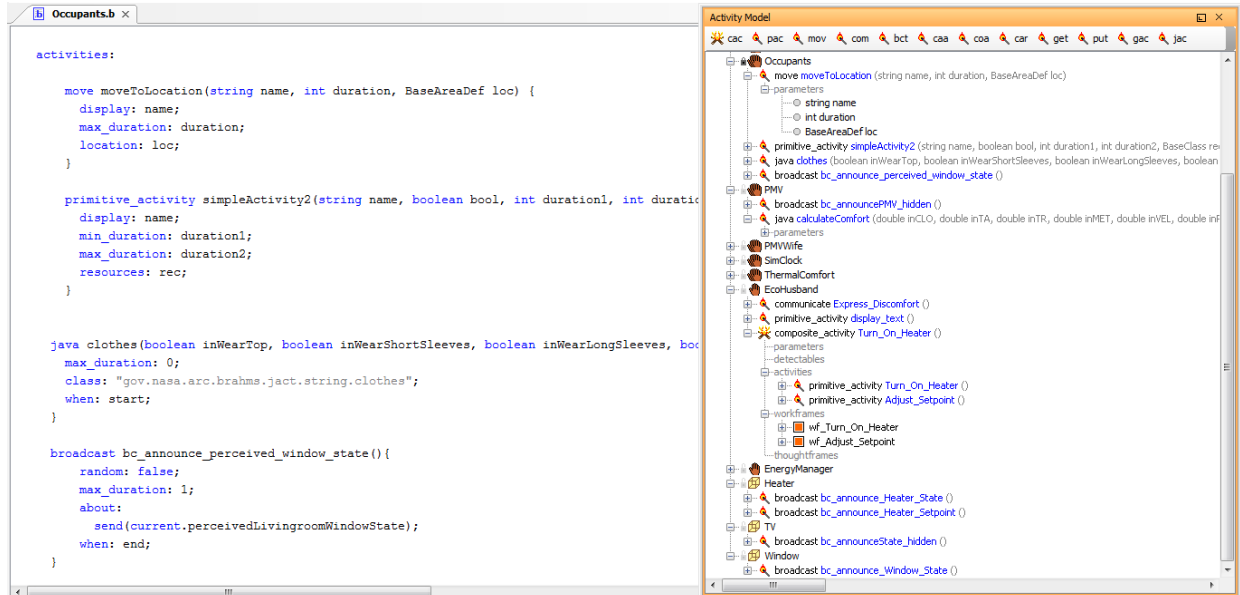 Occupants.b ×
activities:
move moveToLocation(string name, int duration, BaseAreaDef loc) {
display: name;
max_duration: duration;
location: loc;
}
primitive_activity simpleActivity2(string name, boolean bool, int duration1, int duratio
display: name;
min_duration: duration1;
max_duration: duration2;
resources: rec;
}
java clothes(boolean inWearTop, boolean inWearShortSleeves, boolean inWearLongSleeves, boo
max_duration: 0;
class: "gov.nasa.arc.brahms.jact.string.clothes";
when: start;
}
broadcast bc_announce_perceived_window_state(){
random: false;
max_duration: 1;
about:
send(current.perceivedLivingroomWindowState);
when: end;
}
Activity Model
cac pac mov com bct caa coa car get put gac jac
Occupants
move moveToLocation (string name, int duration, BaseAreaDef loc)
parameters
string name
int duration
BaseAreaDef loc
primitive_activity simpleActivity2 (string name, boolean bool, int duration1, int duration2, BaseClass rec
java clothes (boolean inWearTop, boolean inWearShortSleeves, boolean inWearLongSleeves, boolean
broadcast bc_announce_perceived_window_state ()
PMV
broadcast bc_announcePMV_hidden ()
java calculateComfort (double inCLO, double inTA, double inTR, double inMET, double inVEL, double inP
parameters
PMVWife
SimClock
ThermalComfort
EcoHusband
communicate Express_Discomfort ()
primitive_activity display_text ()
composite_activity Turn_On_Heater ()
parameters
detectables
activities
primitive_activity Turn_On_Heater ()
primitive_activity Adjust_Setpoint ()
workframes
wf_Turn_On_Heater
wf_Adjust_Setpoint
thoughtframes
EnergyManager
Heater
broadcast bc_announce_Heater_State ()
broadcast bc_announce_Heater_Setpoint ()
TV
broadcast bc_announceState_hidden ()
Window
broadcast bc_announce_Window_State ()